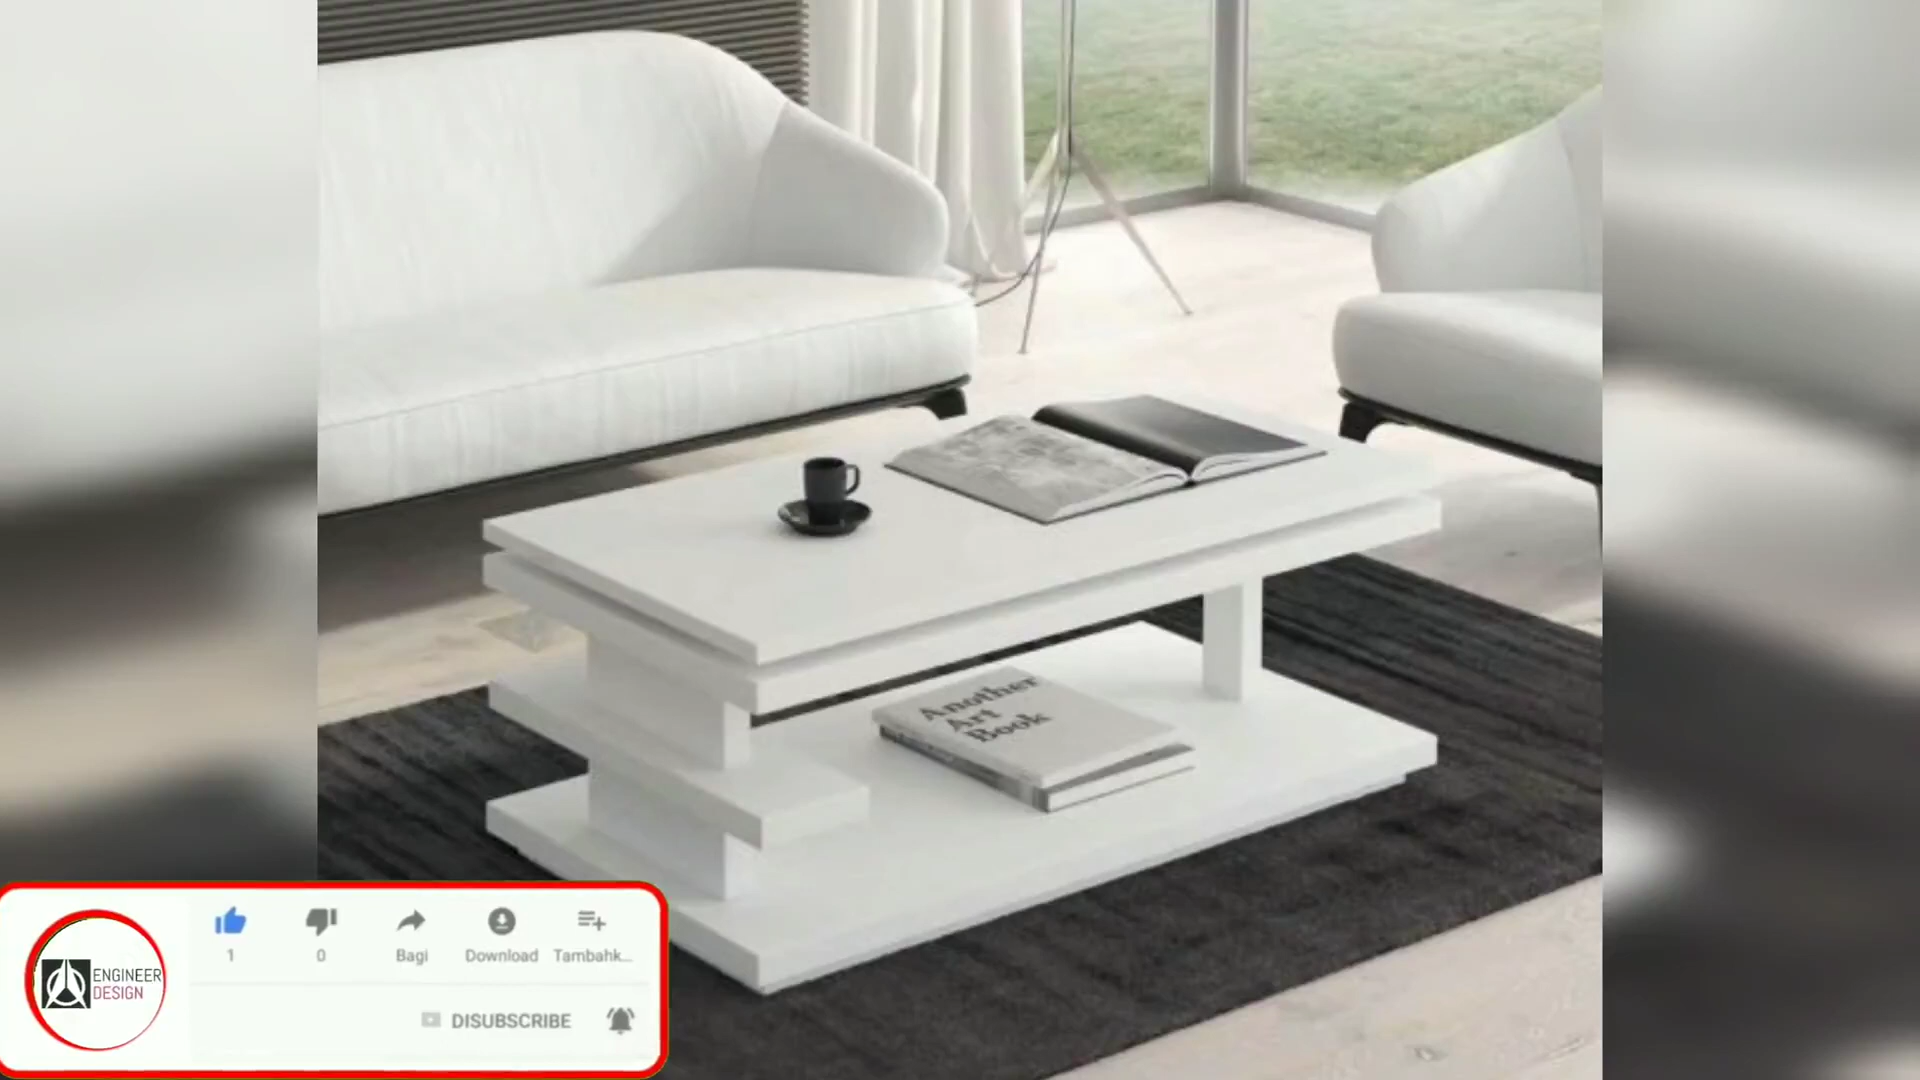 Another
Art
Book
1
0
Bagi
Download
Tambahk...
ENGINEER
DESIGN
DISUBSCRIBE